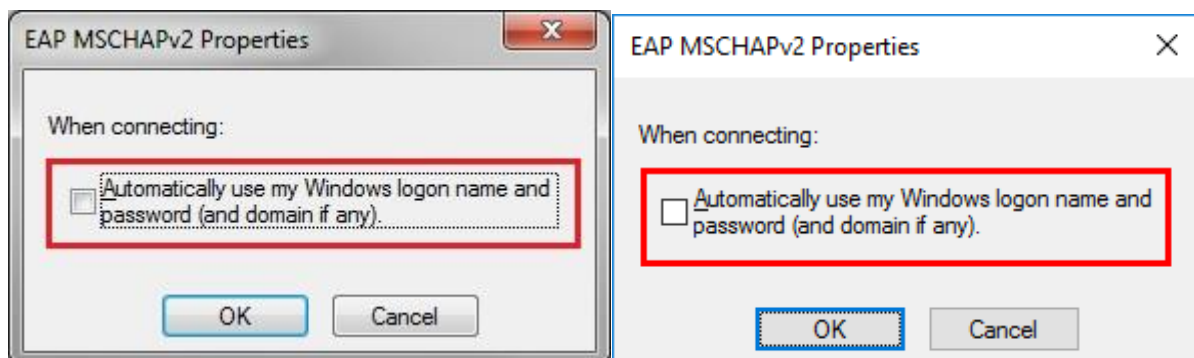 EAP MSCHAPv2 Properties
When connecting:
Automatically use my Windows logon name and
password (and domain if any).
OK
Cancel
EAP MSCHAPv2 Properties
When connecting:
Automatically use my Windows logon name and
password (and domain if any).
OK
Cancel